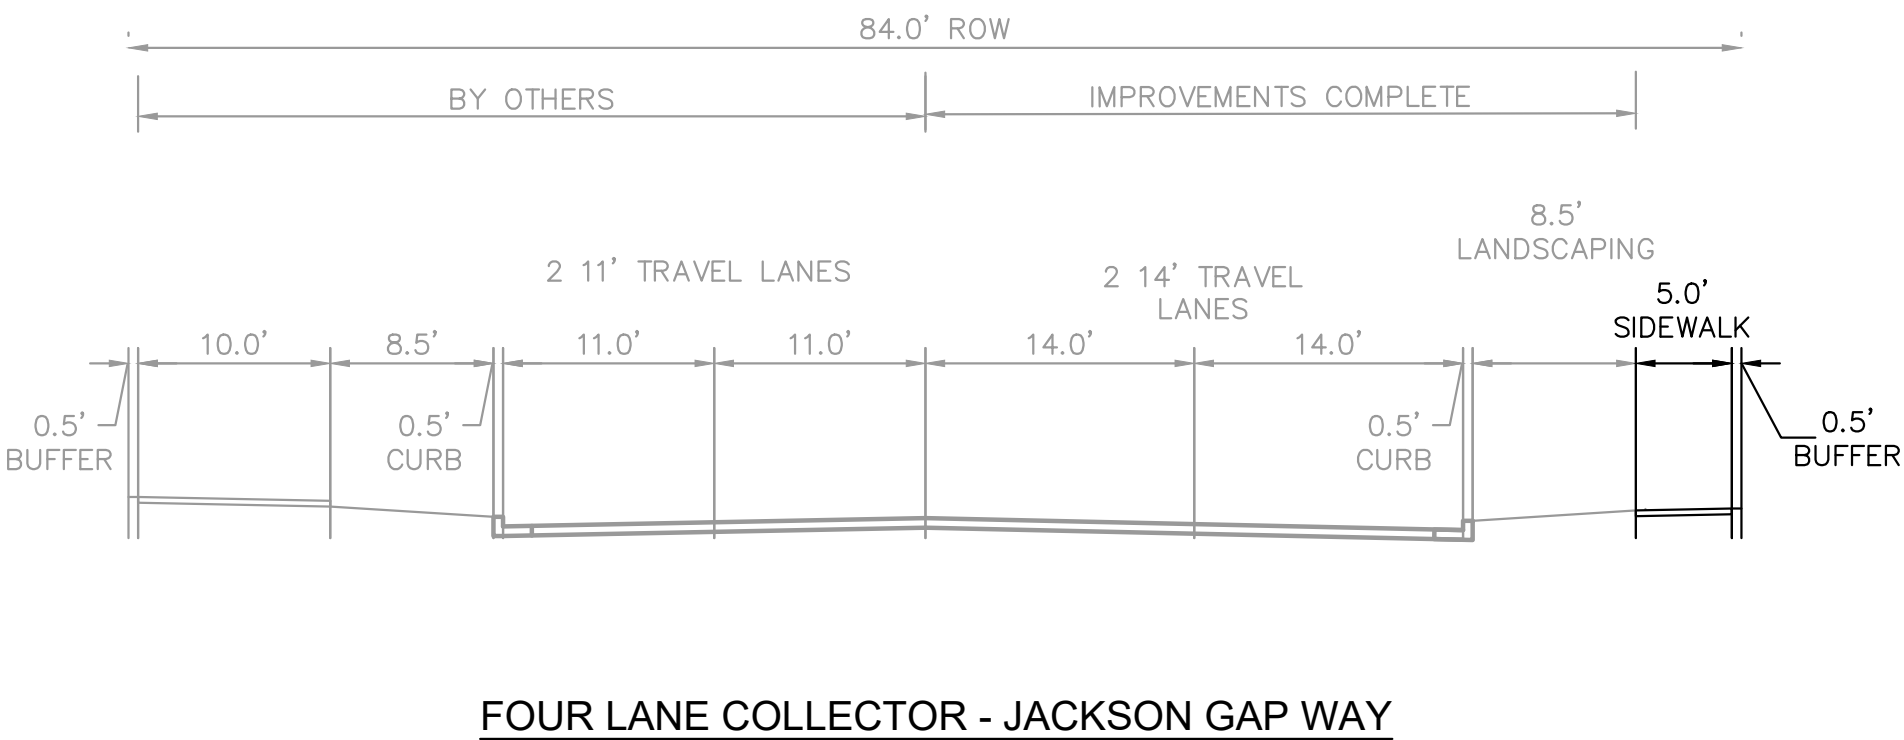 84.0' ROW
BY OTHERS
IMPROVEMENTS COMPLETE
8.5'
LANDSCAPING
2 11' TRAVEL LANES
2 14' TRAVEL
LANES
5.0'
SIDEWALK
10.0'
8.5'
11.0'
11.0'
14.0'
14.0'
0.5'
BUFFER
0.5'
CURB
0.5'
CURB
0.5'
BUFFER
FOUR LANE COLLECTOR - JACKSON GAP WAY